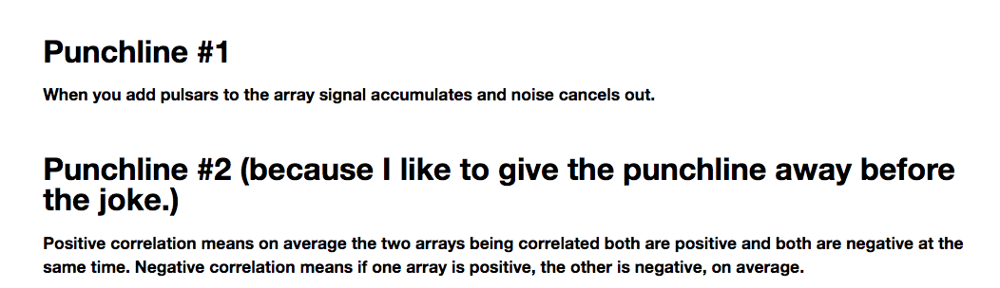 Punchline #1
When you add pulsars to the array signal accumulates and noise cancels out.
Punchline #2 (because I like to give the punchline away before
the joke.)
Positive correlation means on average the two arrays being correlated both are positive and both are negative at the
same time. Negative correlation means if one array is positive, the other is negative, on average.